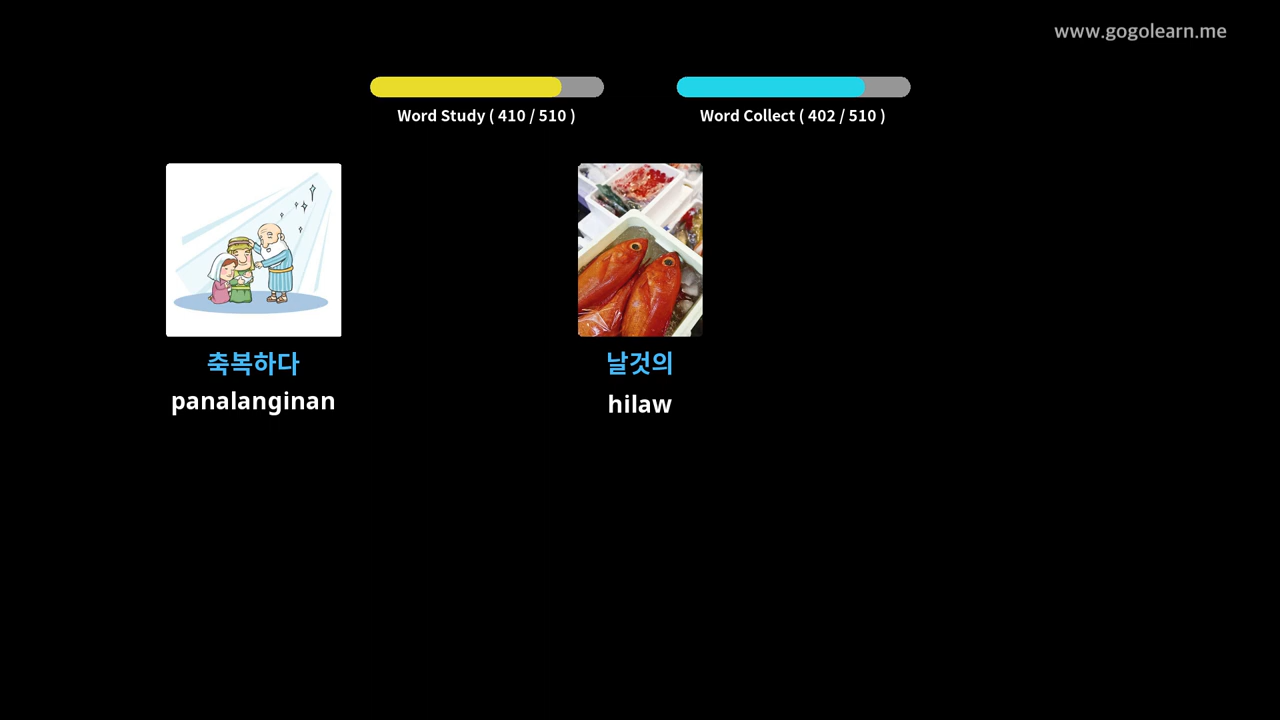 www.gogolearn.me
Word Study ( 410 / 510 )
Word Collect ( 402 / 510 )
축복하다
panalanginan
날것의
hilaw